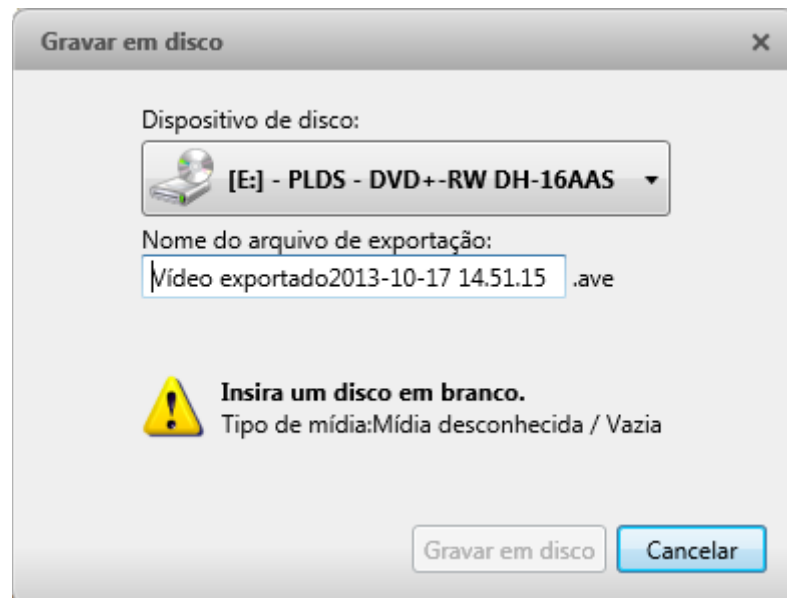 Gravar em disco
Dispositivo de disco:
[E:] - PLDS - DVD+-RW DH-16AAS
Nome do arquivo de exportação:
Vídeo exportado2013-10-17 14.51.15 .ave
Insira um disco em branco.
Tipo de mídia:Mídia desconhecida / Vazia
Gravar em disco Cancelar